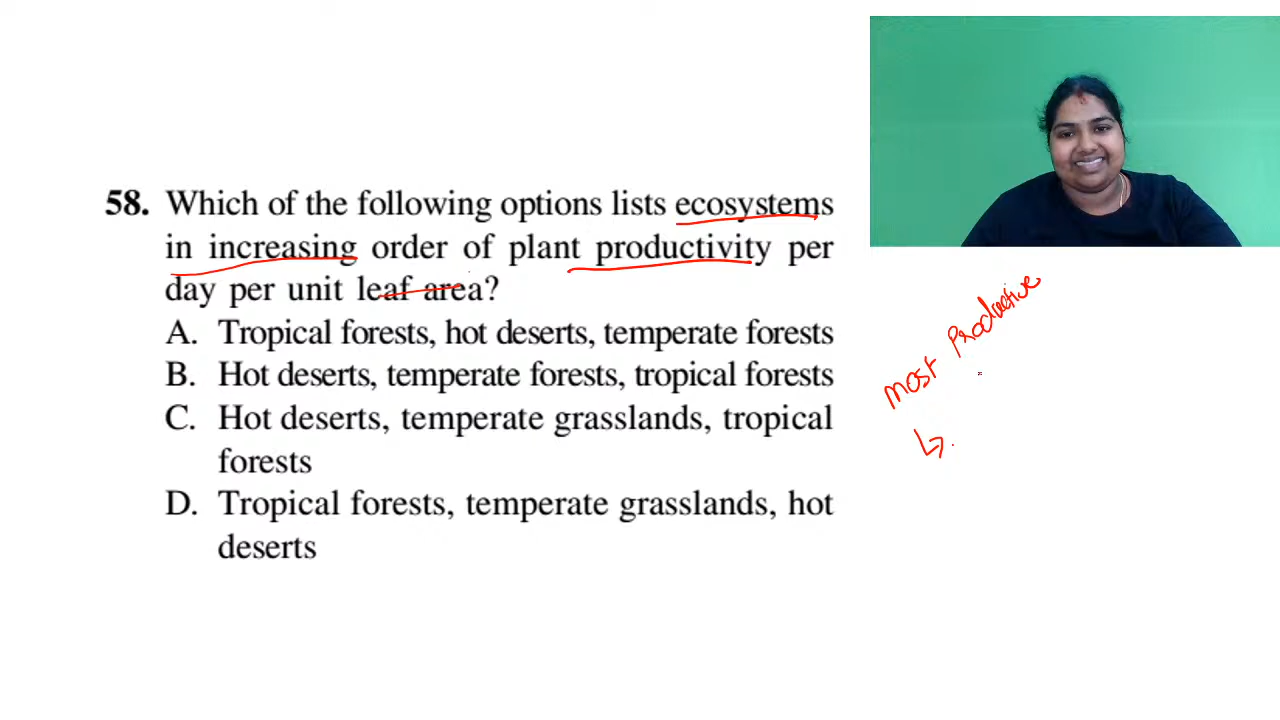 58. Which of the following options lists ecosystems
in increasing order of plant productivity per
day per unit leaf area?
A. Tropical forests, hot deserts, temperate forests
B. Hot deserts, temperate forests, tropical forests
C. Hot deserts, temperate grasslands, tropical
forests
D. Tropical forests, temperate grasslands, hot
deserts
most Productive